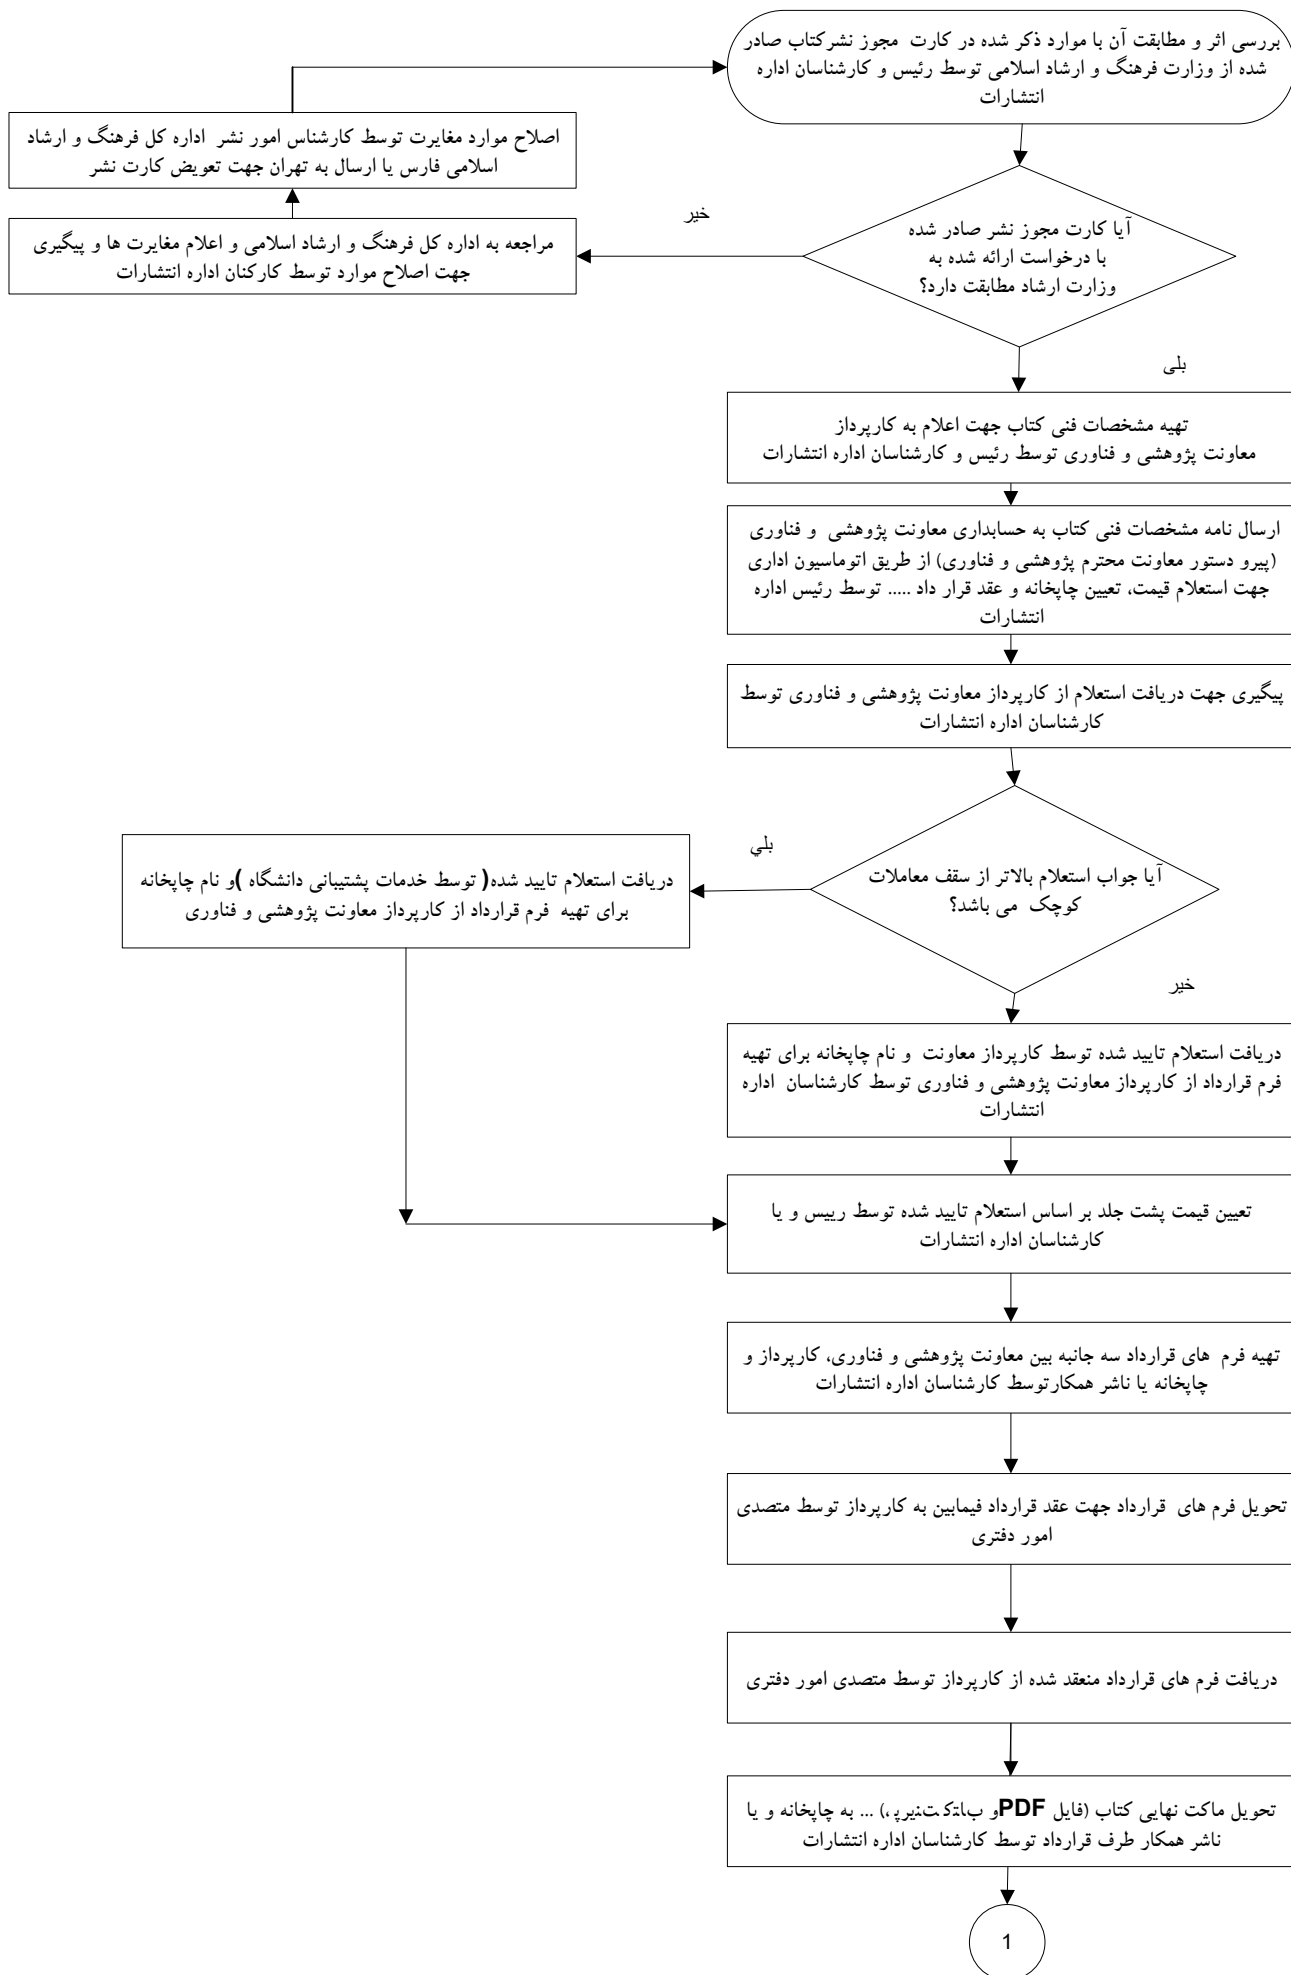 بررسی اثر و مطابقت آن با موارد ذکر شده در کارت مجوز نشرکتاب صادر
شده از وزارت فرهنگ و ارشاد اسلامی توسط رئیس و کارشناسان اداره
انتشارات
اصلاح موارد مغایرت توسط کارشناس امور نشر اداره کل فرهنگ و ارشاد
اسلامی فارس یا ارسال به تهران جهت تعویض کارت نشر
خیر
مراجعه به اداره کل فرهنگ و ارشاد اسلامی و اعلام مغایرت ها و پیگیری
جهت اصلاح موارد توسط کارکنان اداره انتشارات
آیا کارت مجوز نشر صادر شده
با درخواست ارائه شده به
وزارت ارشاد مطابقت دارد؟
بلی
تهیه مشخصات فنی کتاب جهت اعلام به کارپرداز
معاونت پژوهشی و فناوری توسط رئیس و کارشناسان اداره انتشارات
ارسال نامه مشخصات فنی کتاب به حسابداری معاونت پژوهشی و فناوری
(پیرو دستور معاونت محترم پژوهشی و فناوری) از طریق اتوماسیون اداری
جهت استعلام قیمت، تعیین چاپخانه و عقد قرار داد ..... توسط رئیس اداره
انتشارات
پیگیری جهت دریافت استعلام از کارپرداز معاونت پژوهشی و فناوری توسط
کارشناسان اداره انتشارات
آیا جواب استعلام بالاتر از سقف معاملات
کوچک می باشد؟
بلي
دریافت استعلام تایید شده( توسط خدمات پشتیبانی دانشگاه )و نام چاپخانه
برای تهیه فرم قرارداد از کارپرداز معاونت پژوهشی و فناوری
خیر
دریافت استعلام تایید شده توسط کارپرداز معاونت و نام چاپخانه برای تهیه
فرم قرارداد از کارپرداز معاونت پژوهشی و فناوری توسط کارشناسان اداره
انتشارات
تعیین قیمت پشت جلد بر اساس استعلام تایید شده توسط رییس و یا
کارشناسان اداره انتشارات
تهیه فرم های قرارداد سه جانبه بین معاونت پژوهشی و فناوری، کارپرداز و
چاپخانه یا ناشر همکارتوسط کارشناسان اداره انتشارات
تحویل فرم های قرارداد جهت عقد قرارداد فیمابین به کارپرداز توسط متصدی
امور دفتری
دریافت فرم های قرارداد منعقد شده از کارپرداز توسط متصدی امور دفتری
تحویل ماکت نهایی کتاب (فایل PDFو ... به چاپخانه و یا
ناشر همکار طرف قرارداد توسط کارشناسان اداره انتشارات
1